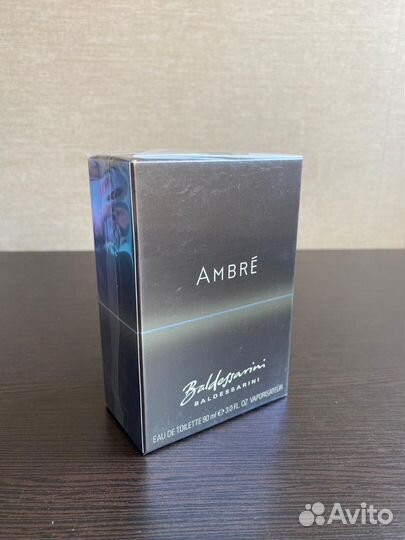 AMBRÉ
Baldessarini
BALDESSARINI
EAU DE TOILETTE 90 ml ℮ 3.0 FL. OZ VAPORISATEUR
Avito